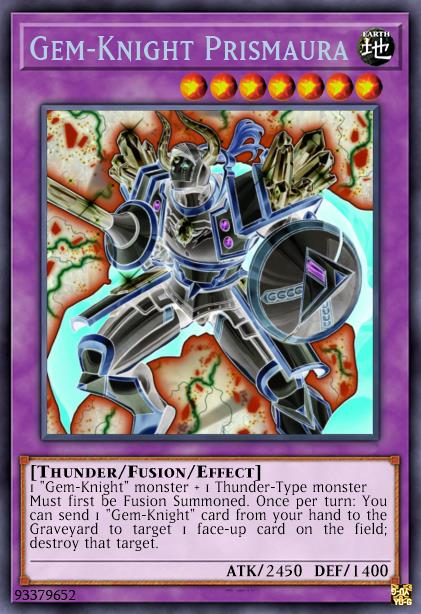 GEM-KNIGHT PRISMAURA
EARTH
地
[THUNDER/FUSION/EFFECT]
1 "Gem-Knight" monster + 1 Thunder-Type monster
Must first be Fusion Summoned. Once per turn: You
can send 1 "Gem-Knight" card from your hand to the
Graveyard to target 1 face-up card on the field;
destroy that target.
ATK/2450 DEF/1400
93379652